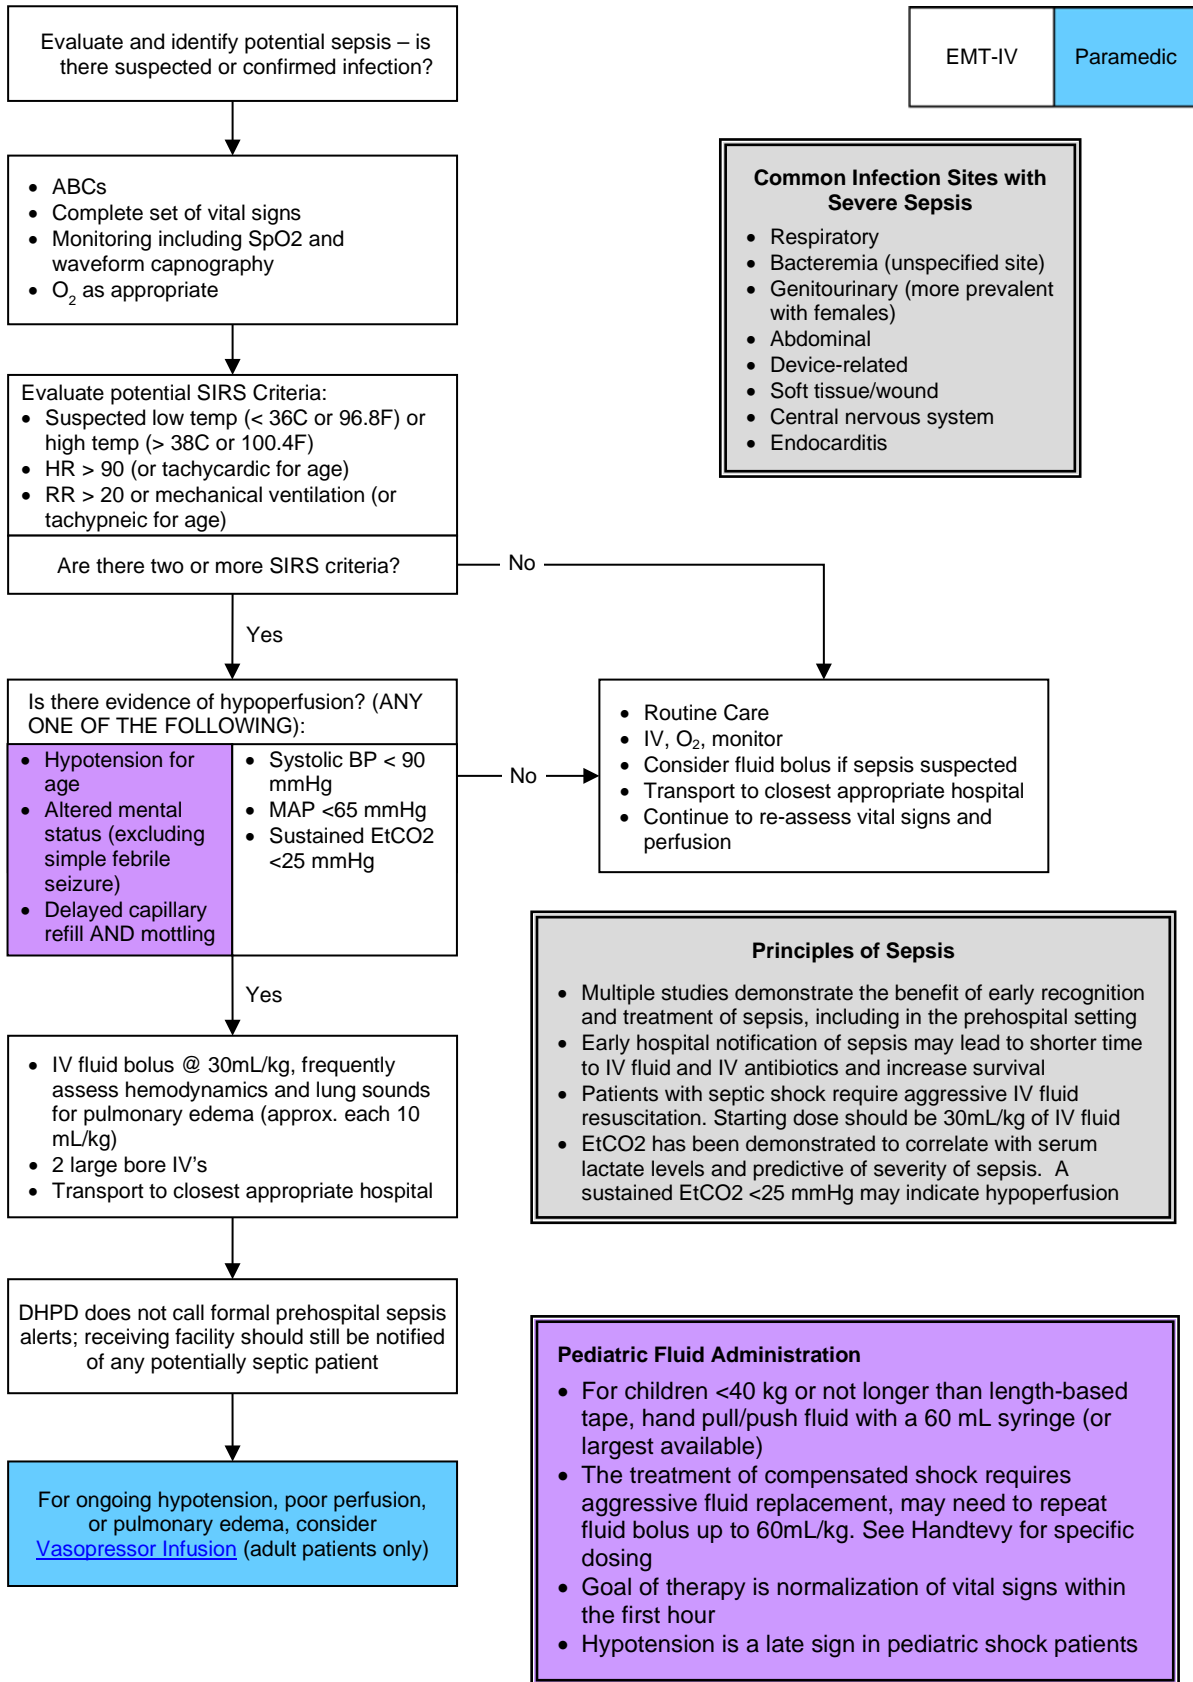 Evaluate and identify potential sepsis – is
there suspected or confirmed infection?
EMT-IV
Paramedic
• ABCs
• Complete set of vital signs
• Monitoring including SpO2 and
waveform capnography
• O2 as appropriate
Common Infection Sites with
Severe Sepsis
• Respiratory
• Bacteremia (unspecified site)
• Genitourinary (more prevalent
with females)
• Abdominal
• Device-related
• Soft tissue/wound
• Central nervous system
• Endocarditis
Evaluate potential SIRS Criteria:
• Suspected low temp (< 36C or 96.8F) or
high temp (> 38C or 100.4F)
• HR > 90 (or tachycardic for age)
• RR > 20 or mechanical ventilation (or
tachypneic for age)
Are there two or more SIRS criteria?
No
Yes
Is there evidence of hypoperfusion? (ANY
ONE OF THE FOLLOWING):
• Hypotension for
age
• Altered mental
status (excluding
simple febrile
seizure)
• Delayed capillary
refill AND mottling
• Systolic BP < 90
mmHg
• MAP <65 mmHg
• Sustained EtCO2
<25 mmHg
No
• Routine Care
• IV, O2, monitor
• Consider fluid bolus if sepsis suspected
• Transport to closest appropriate hospital
• Continue to re-assess vital signs and
perfusion
Yes
• IV fluid bolus @ 30mL/kg, frequently
assess hemodynamics and lung sounds
for pulmonary edema (approx. each 10
mL/kg)
• 2 large bore IV's
• Transport to closest appropriate hospital
Principles of Sepsis
• Multiple studies demonstrate the benefit of early recognition
and treatment of sepsis, including in the prehospital setting
• Early hospital notification of sepsis may lead to shorter time
to IV fluid and IV antibiotics and increase survival
• Patients with septic shock require aggressive IV fluid
resuscitation. Starting dose should be 30mL/kg of IV fluid
• EtCO2 has been demonstrated to correlate with serum
lactate levels and predictive of severity of sepsis. A
sustained EtCO2 <25 mmHg may indicate hypoperfusion
DHPD does not call formal prehospital sepsis
alerts; receiving facility should still be notified
of any potentially septic patient
For ongoing hypotension, poor perfusion,
or pulmonary edema, consider
Vasopressor Infusion (adult patients only)
Pediatric Fluid Administration
• For children <40 kg or not longer than length-based
tape, hand pull/push fluid with a 60 mL syringe (or
largest available)
• The treatment of compensated shock requires
aggressive fluid replacement, may need to repeat
fluid bolus up to 60mL/kg. See Handtevy for specific
dosing
• Goal of therapy is normalization of vital signs within
the first hour
• Hypotension is a late sign in pediatric shock patients